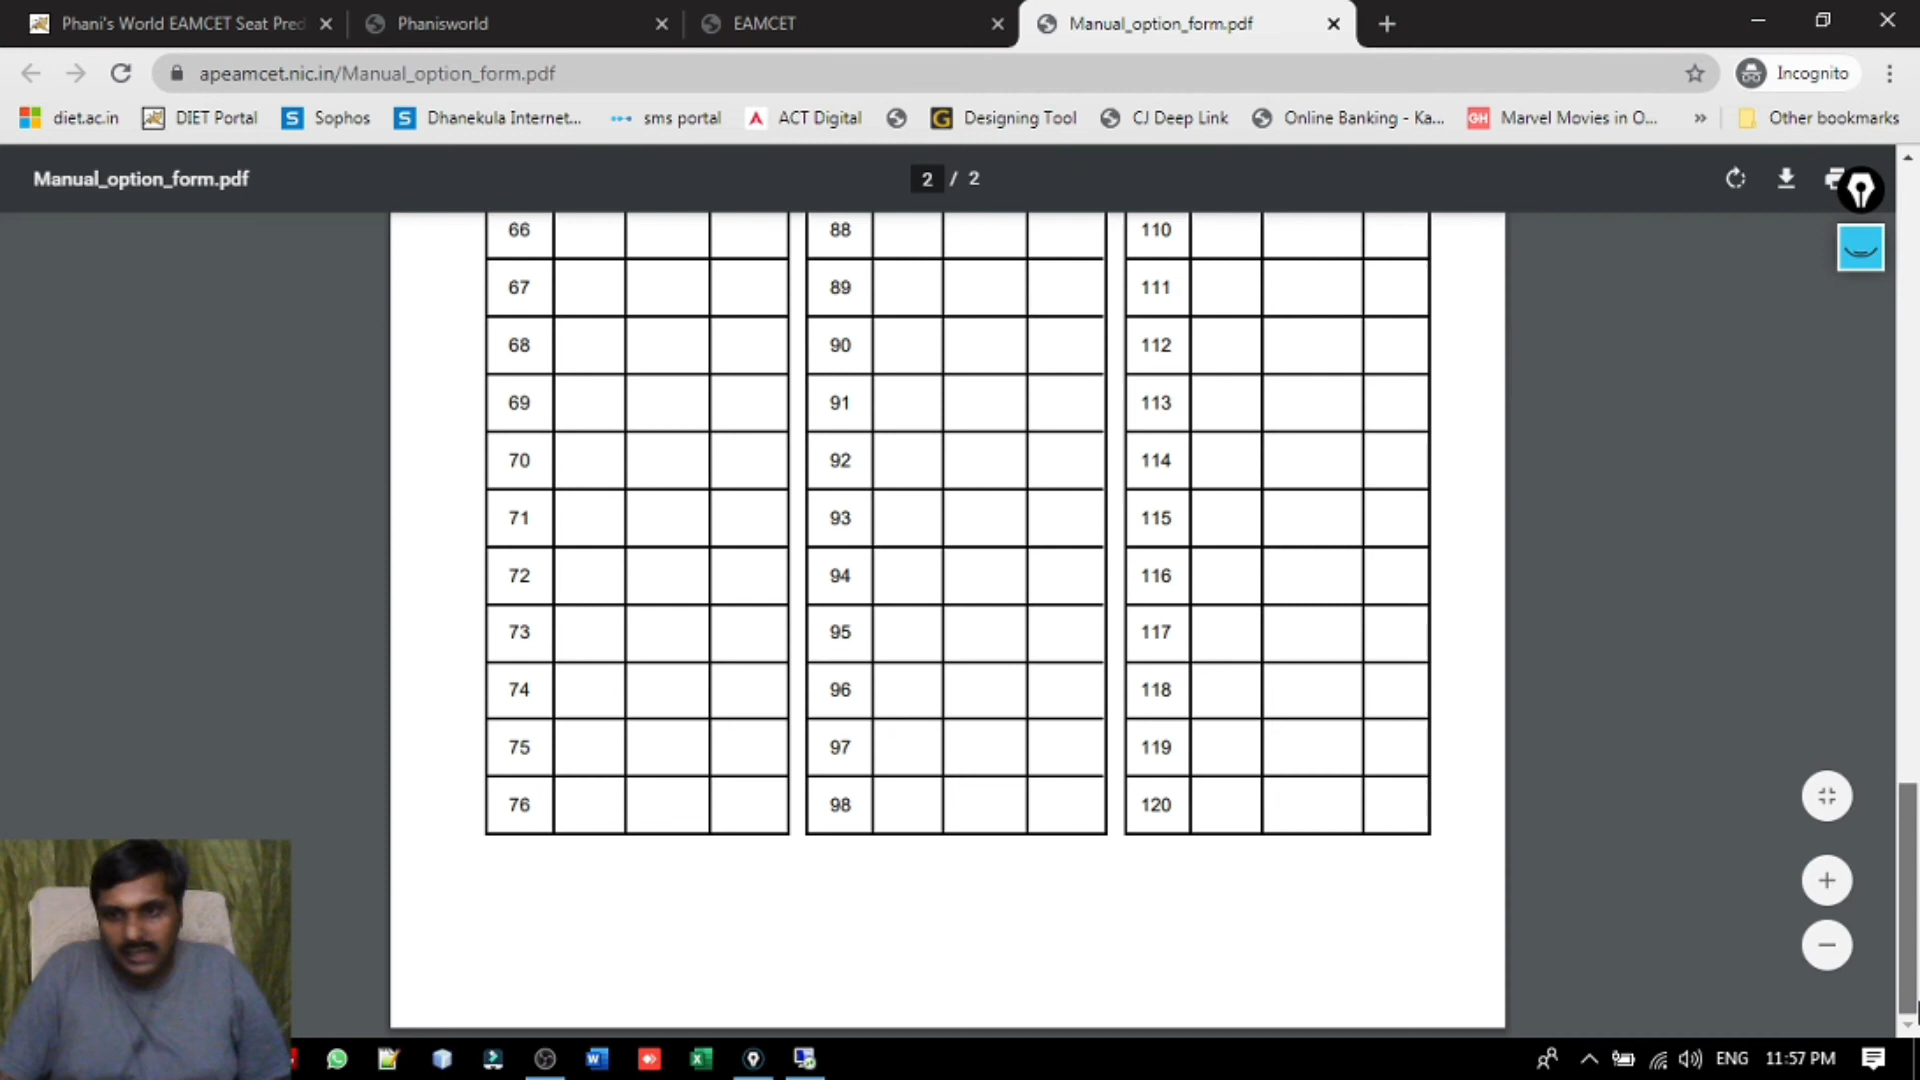 Phani's World EAMCET Seat Pred
Phanisworld
EAMCET
Manual_option_form.pdf
apeamcet.nic.in/Manual_option_form.pdf
Incognito
diet.ac.in
DIET Portal
S Sophos
S Dhanekula Internet...
sms portal
A ACT Digital
G Designing Tool
CJ Deep Link
Online Banking - Ka...
GH Marvel Movies in O...
»
Other bookmarks
Manual_option_form.pdf
2 / 2
66 88 110
67 89 111
68 90 112
69 91 113
70 92 114
71 93 115
72 94 116
73 95 117
74 96 118
75 97 119
76 98 120
ENG 11:57 PM